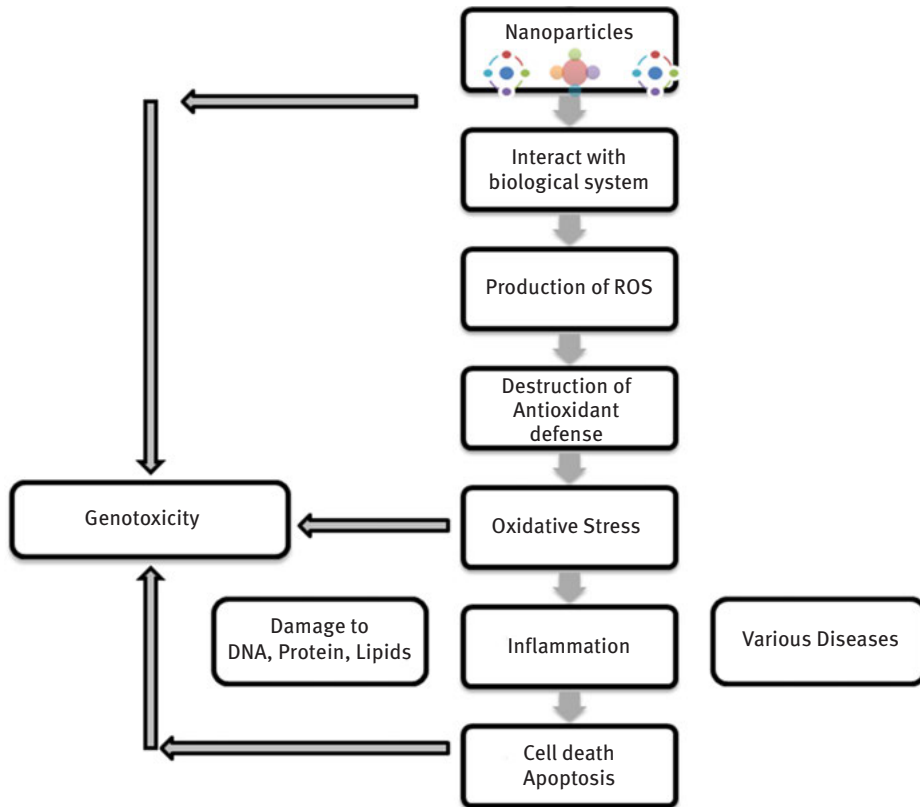 Nanoparticles
Interact with
biological system
Production of ROS
Destruction of
Antioxidant
defense
Genotoxicity
Oxidative Stress
Damage to
DNA, Protein, Lipids
Inflammation
Various Diseases
Cell death
Apoptosis